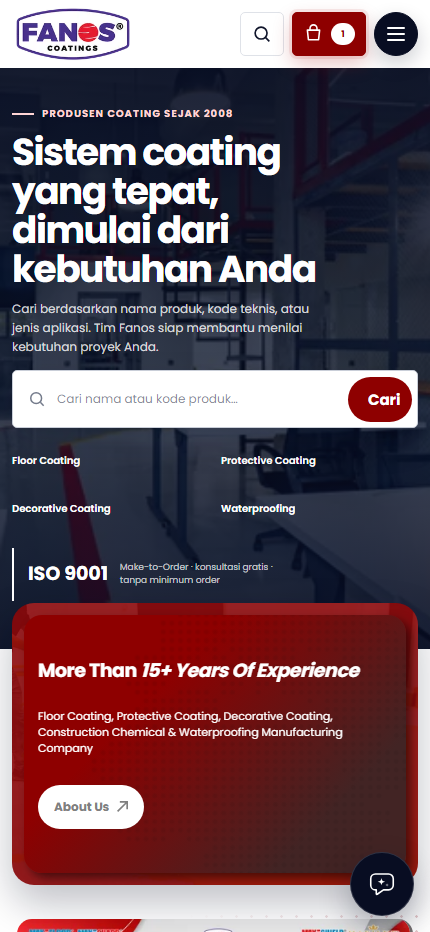 FANOS®
COATINGS
1
PRODUSEN COATING SEJAK 2008
Sistem coating
yang tepat,
dimulai dari
kebutuhan Anda
Cari berdasarkan nama produk, kode teknis, atau
jenis aplikasi. Tim Fanos siap membantu menilai
kebutuhan proyek Anda.
Cari nama atau kode produk...
Cari
Floor Coating
Protective Coating
Decorative Coating
Waterproofing
ISO 9001
Make-to-Order · konsultasi gratis ·
tanpa minimum order
More Than 15+ Years Of Experience
Floor Coating, Protective Coating, Decorative Coating,
Construction Chemical & Waterproofing Manufacturing
Company
About Us